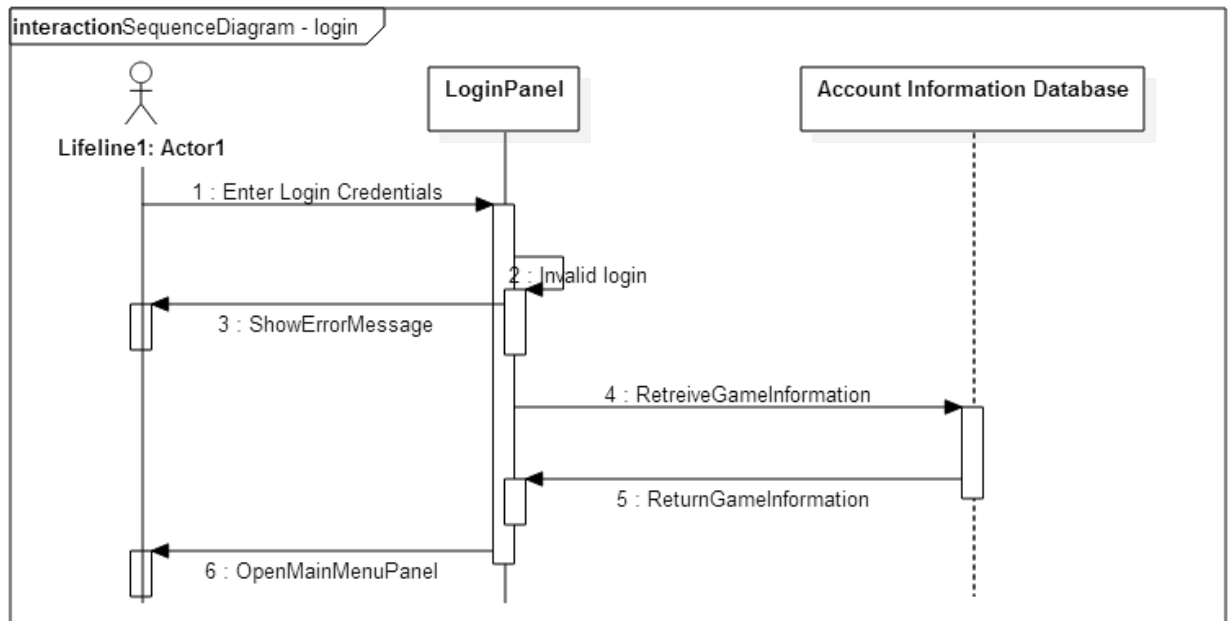 interactionSequenceDiagram - login
LoginPanel
Account Information Database
Lifeline1: Actor1
1 : Enter Login Credentials
2 : Invalid login
3 : ShowErrorMessage
4 : RetreiveGameInformation
5 : ReturnGameInformation
6 : OpenMainMenuPanel